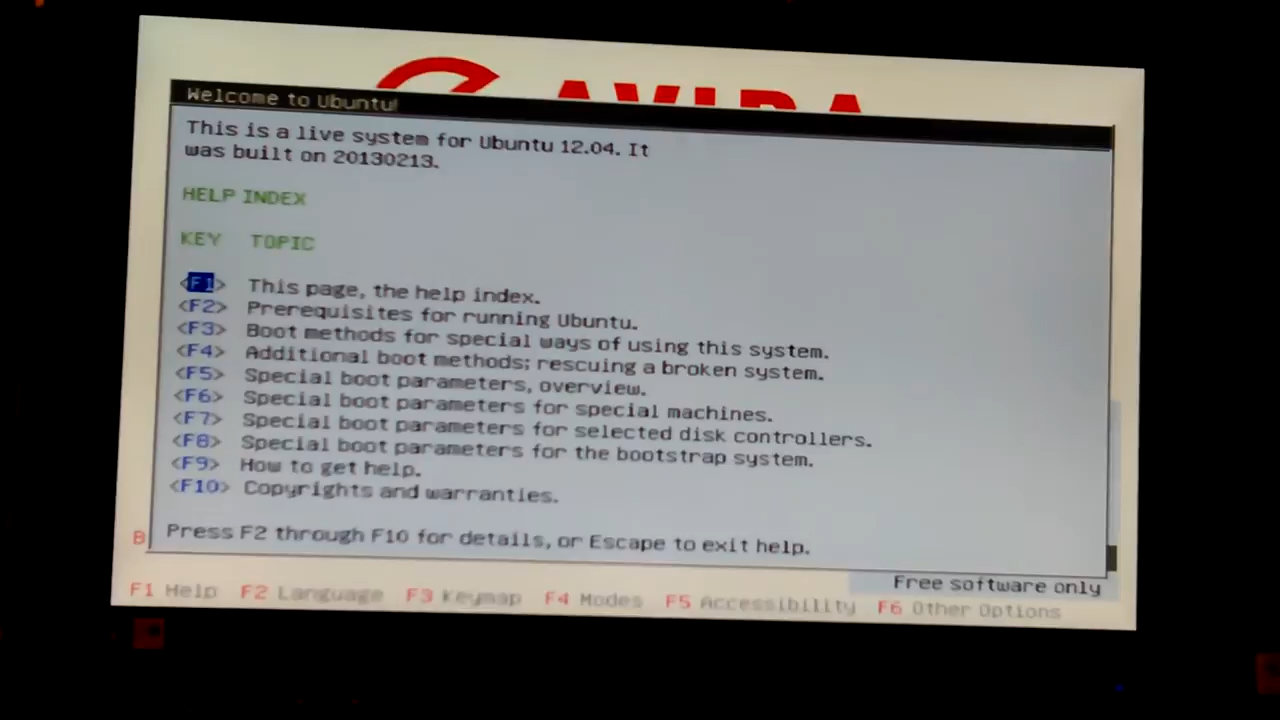 AVIRA
Welcome to Ubuntu!
This is a live system for Ubuntu 12.04. It
was built on 20130213.
HELP INDEX
KEY TOPIC
<F1> This page, the help index.
<F2> Prerequisites for running Ubuntu.
<F3> Boot methods for special ways of using this system.
<F4> Additional boot methods; rescuing a broken system.
<F5> Special boot parameters, overview.
<F6> Special boot parameters for special machines.
<F7> Special boot parameters for selected disk controllers.
<F8> Special boot parameters for the bootstrap system.
<F9> How to get help.
<F10> Copyrights and warranties.
Press F2 through F10 for details, or Escape to exit help.
B
Free software only
F1 Help F2 Language F3 Keymap F4 Modes F5 Accessibility F6 Other Options